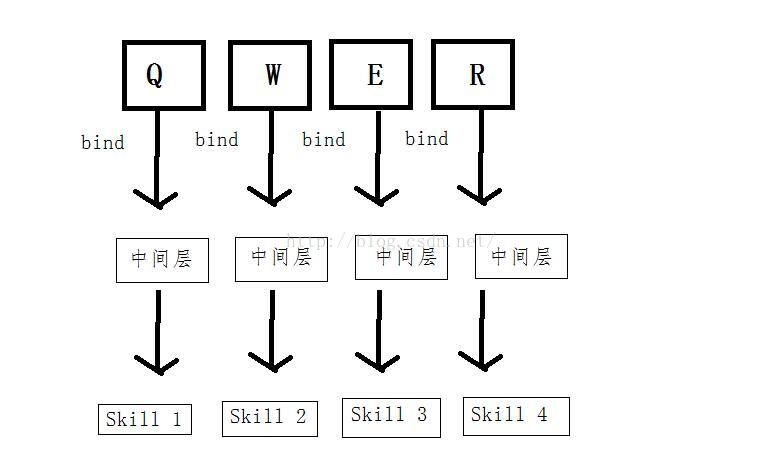 Q W E R
bind bind bind bind
http://blog.csdn.net/
中间层 中间层 中间层 中间层
Skill 1 Skill 2 Skill 3 Skill 4